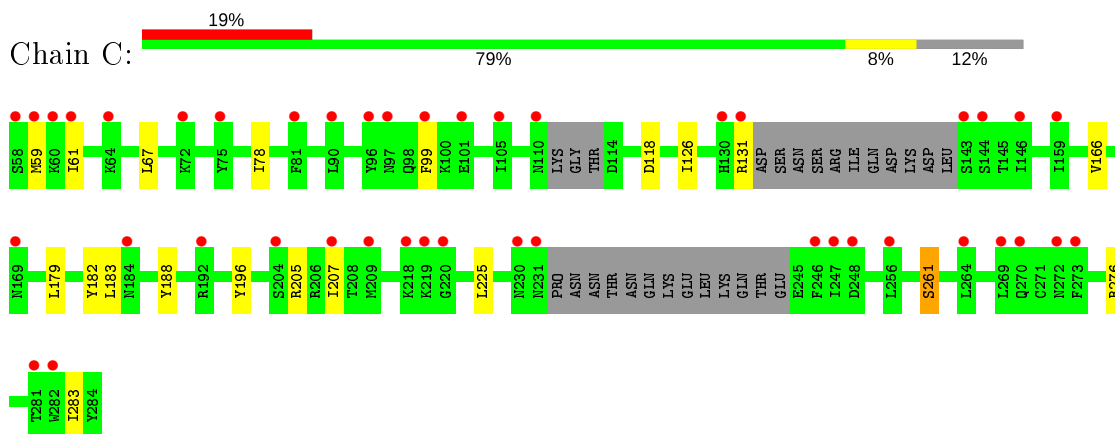 19%
Chain C:
79% 8% 12%
S58 M59 K60 I61 K64 L67 K72 Y75 I78 F81 L90 Y96 N97 Q98 F99 K100 E101 I105 N110 LYS GLY THR D114 D118 I126 H130 R131 ASP SER ASN SER ARG ILE GLN ASP LYS ASP LEU S143 S144 T145 I146 I159 V166
N169 L179 Y182 L183 N184 Y188 R192 Y196 S204 R205 R206 I207 T208 M209 K218 K219 G220 L225 N230 N231 PRO ASN ASN THR ASN GLN LYS GLU LEU LYS GLN THR GLU E245 F246 I247 D248 L256 S261 L264 L269 Q270 C271 N272 F273 R276
T281 W282 I283 Y284